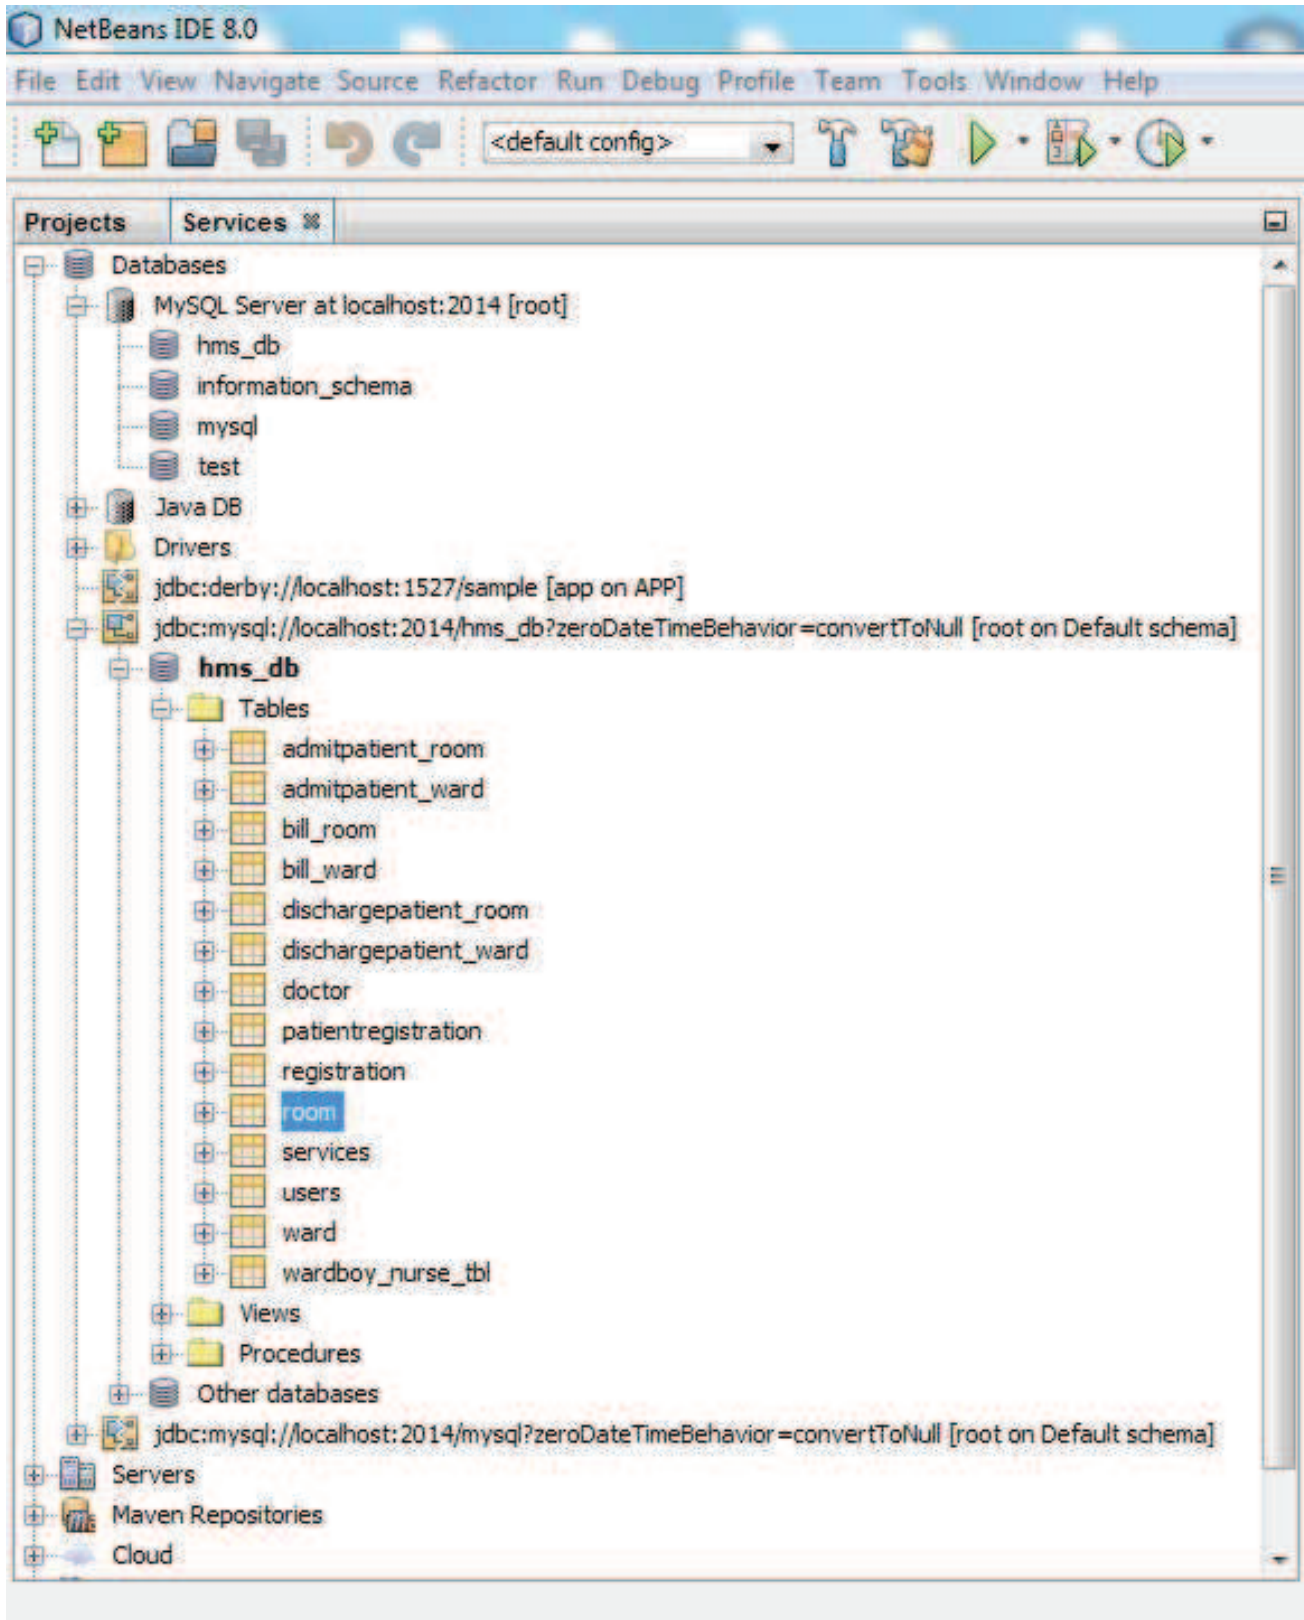 NetBeans IDE 8.0
File Edit View Navigate Source Refactor Run Debug Profile Team Tools Window Help
<default config>
Projects Services
Databases
MySQL Server at localhost:2014 [root]
hms_db
information_schema
mysql
test
Java DB
Drivers
jdbc:derby://localhost:1527/sample [app on APP]
jdbc:mysql://localhost:2014/hms_db?zeroDateTimeBehavior=convertToNull [root on Default schema]
hms_db
Tables
admitpatient_room
admitpatient_ward
bill_room
bill_ward
dischargepatient_room
dischargepatient_ward
doctor
patientregistration
registration
room
services
users
ward
wardboy_nurse_tbl
Views
Procedures
Other databases
jdbc:mysql://localhost:2014/mysql?zeroDateTimeBehavior=convertToNull [root on Default schema]
Servers
Maven Repositories
Cloud